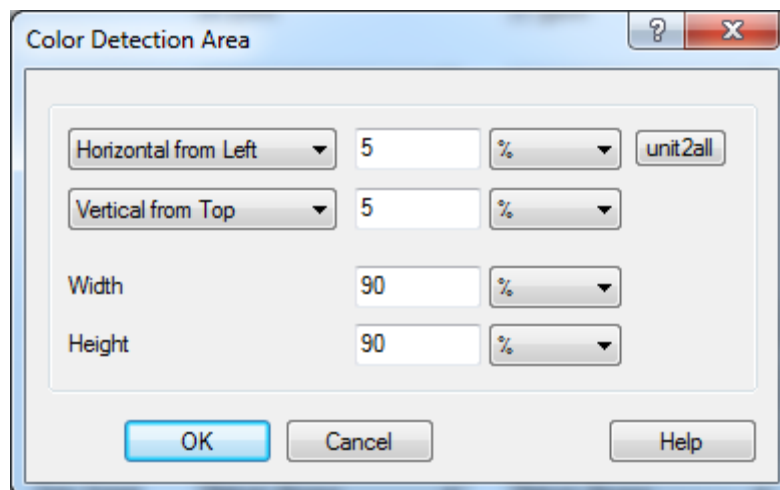 Color Detection Area
Horizontal from Left 5 % unit2all
Vertical from Top 5 %
Width 90 %
Height 90 %
OK Cancel Help